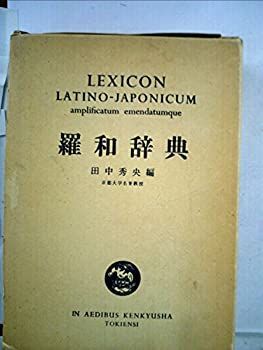 LEXICON
LATINO-JAPONICUM
amplificatum emendatumque
羅和辞典
田中秀央編
京都大学名誉教授
IN AEDIBUS KENKYUSHA
TOKIENSI